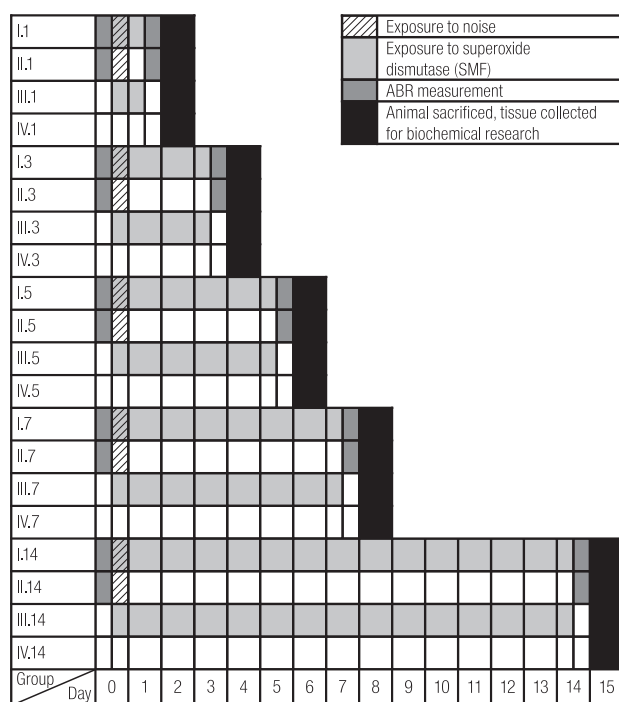 I.1
II.1
III.1
IV.1
I.3
II.3
III.3
IV.3
I.5
II.5
III.5
IV.5
I.7
II.7
III.7
IV.7
I.14
II.14
III.14
IV.14
Group
Day
0 1 2 3 4 5 6 7 8 9 10 11 12 13 14 15
Exposure to noise
Exposure to superoxide
dismutase (SMF)
ABR measurement
Animal sacrificed, tissue collected
for biochemical research